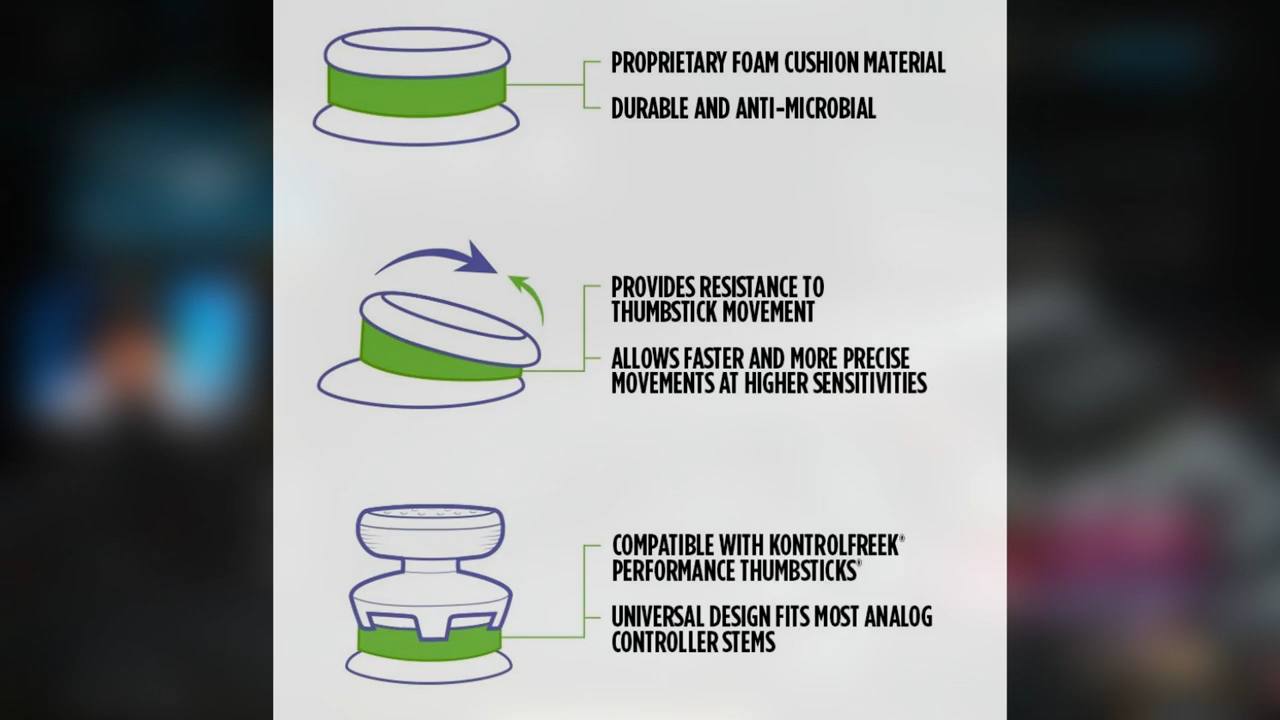 PROPRIETARY FOAM CUSHION MATERIAL
DURABLE AND ANTI-MICROBIAL
PROVIDES RESISTANCE TO
THUMBSTICK MOVEMENT
ALLOWS FASTER AND MORE PRECISE
MOVEMENTS AT HIGHER SENSITIVITIES
COMPATIBLE WITH KONTROLFREEK®
PERFORMANCE THUMBSTICKS®
UNIVERSAL DESIGN FITS MOST ANALOG
CONTROLLER STEMS